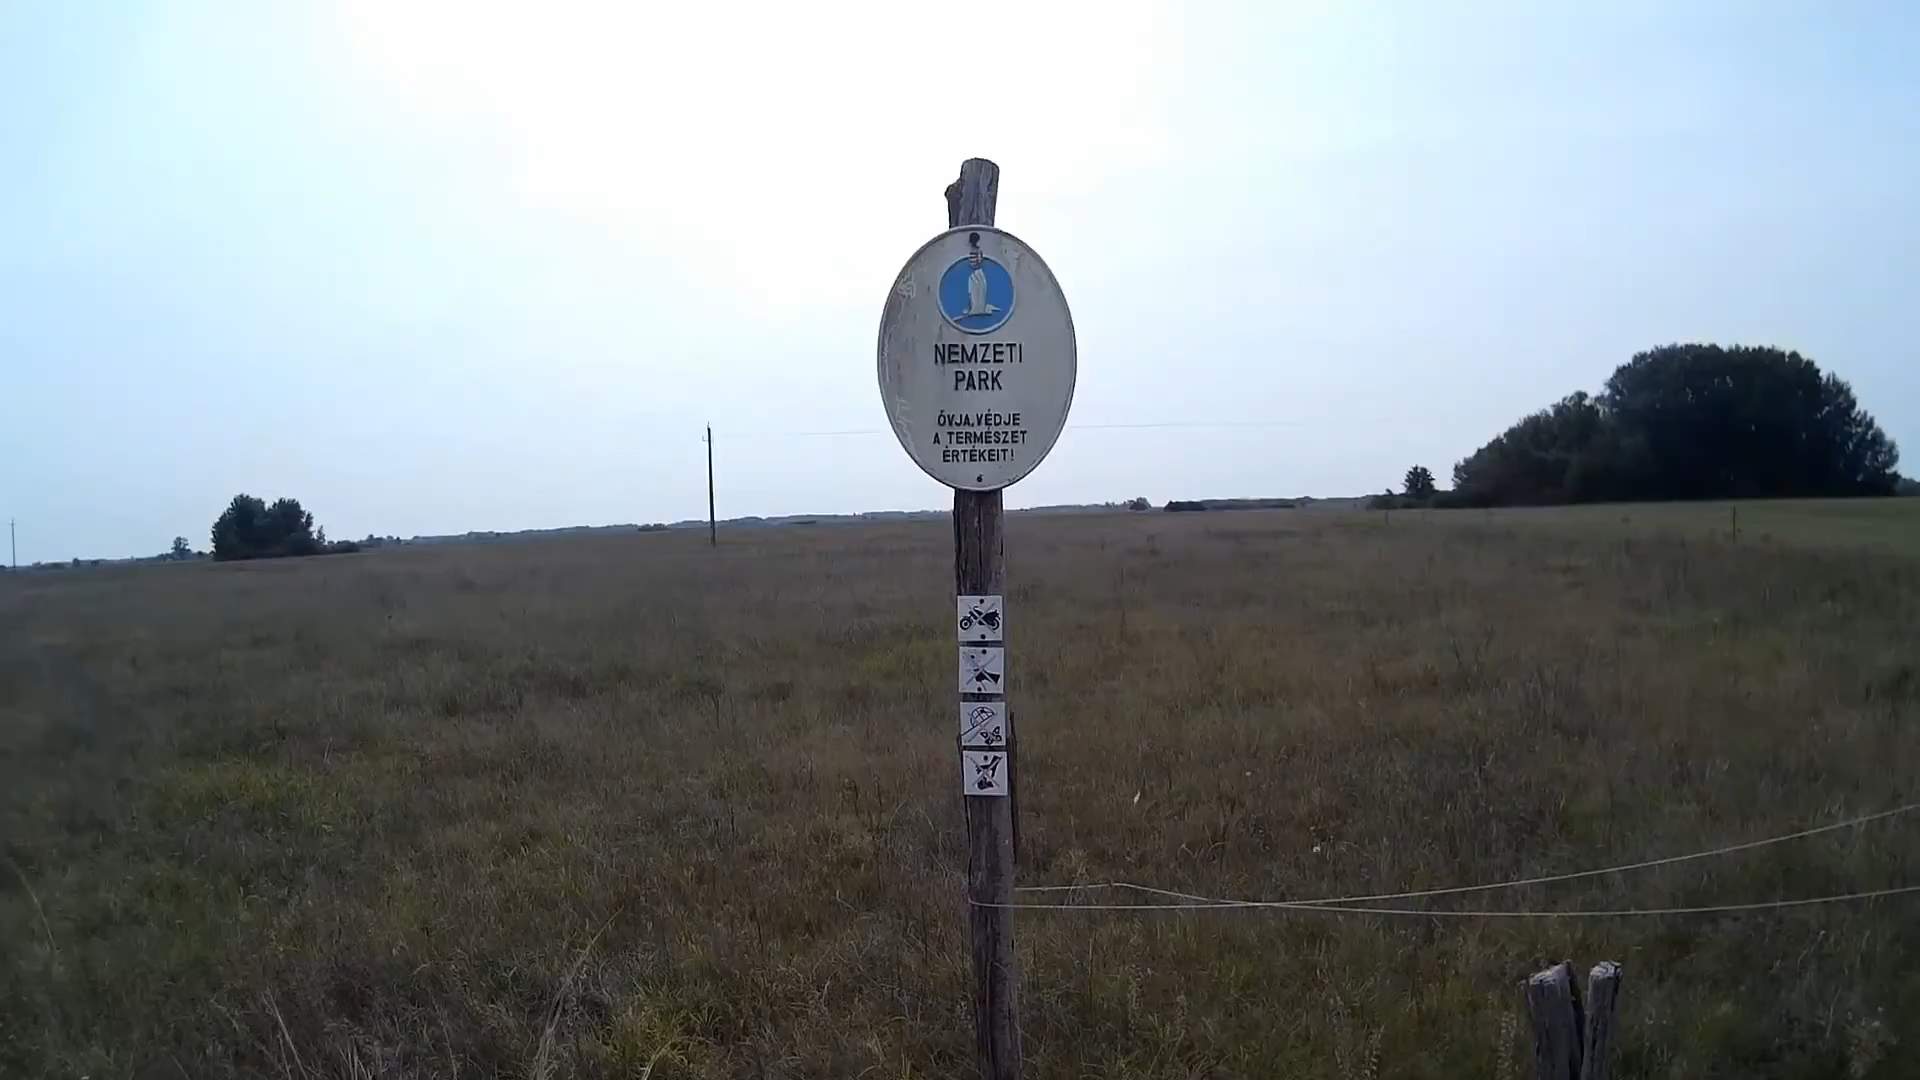 NEMZETI
PARK
ÓVJA,VÉDJE
A TERMÉSZET
ÉRTÉKEIT!